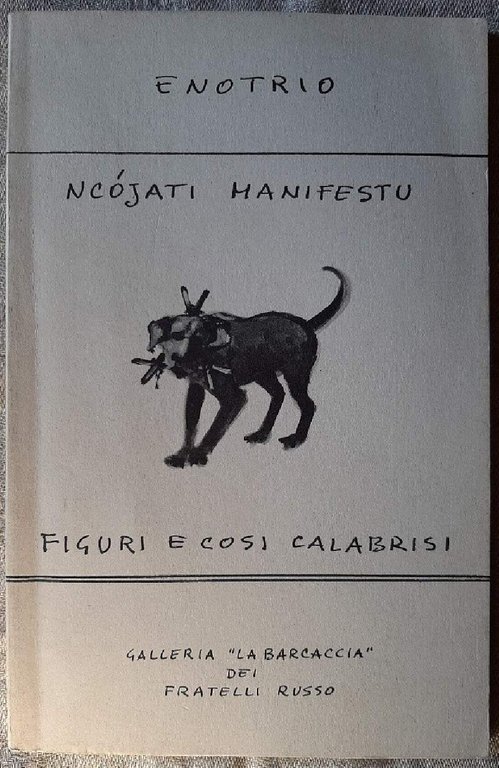 ENOTRIO
NCÓJATI MANIFESTU
FIGURI E COSI CALABRISI
GALLERIA "LA BARCACCIA"
DEI
FRATELLI RUSSO